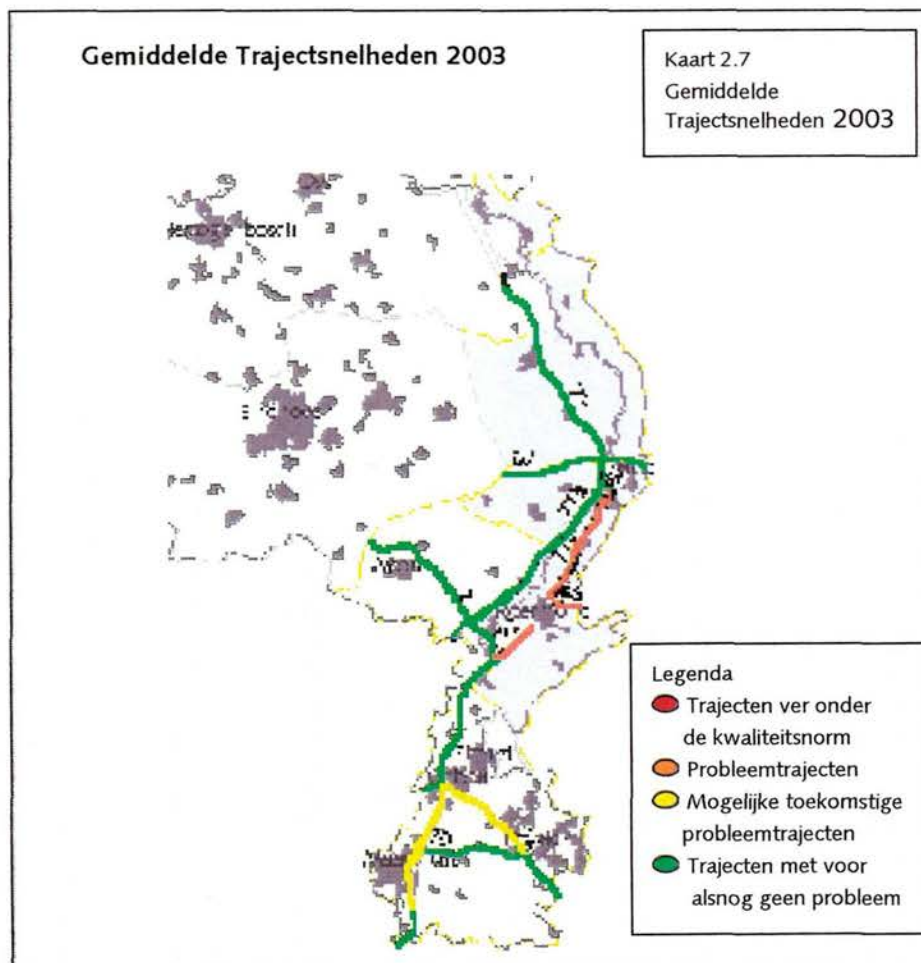 Gemiddelde Trajectsnelheden 2003
Kaart 2.7
Gemiddelde
Trajectsnelheden 2003
Legenda
Trajecten ver onder
de kwaliteitsnorm
Probleemtrajecten
Mogelijke toekomstige
probleemtrajecten
Trajecten met voor
alsnog geen probleem